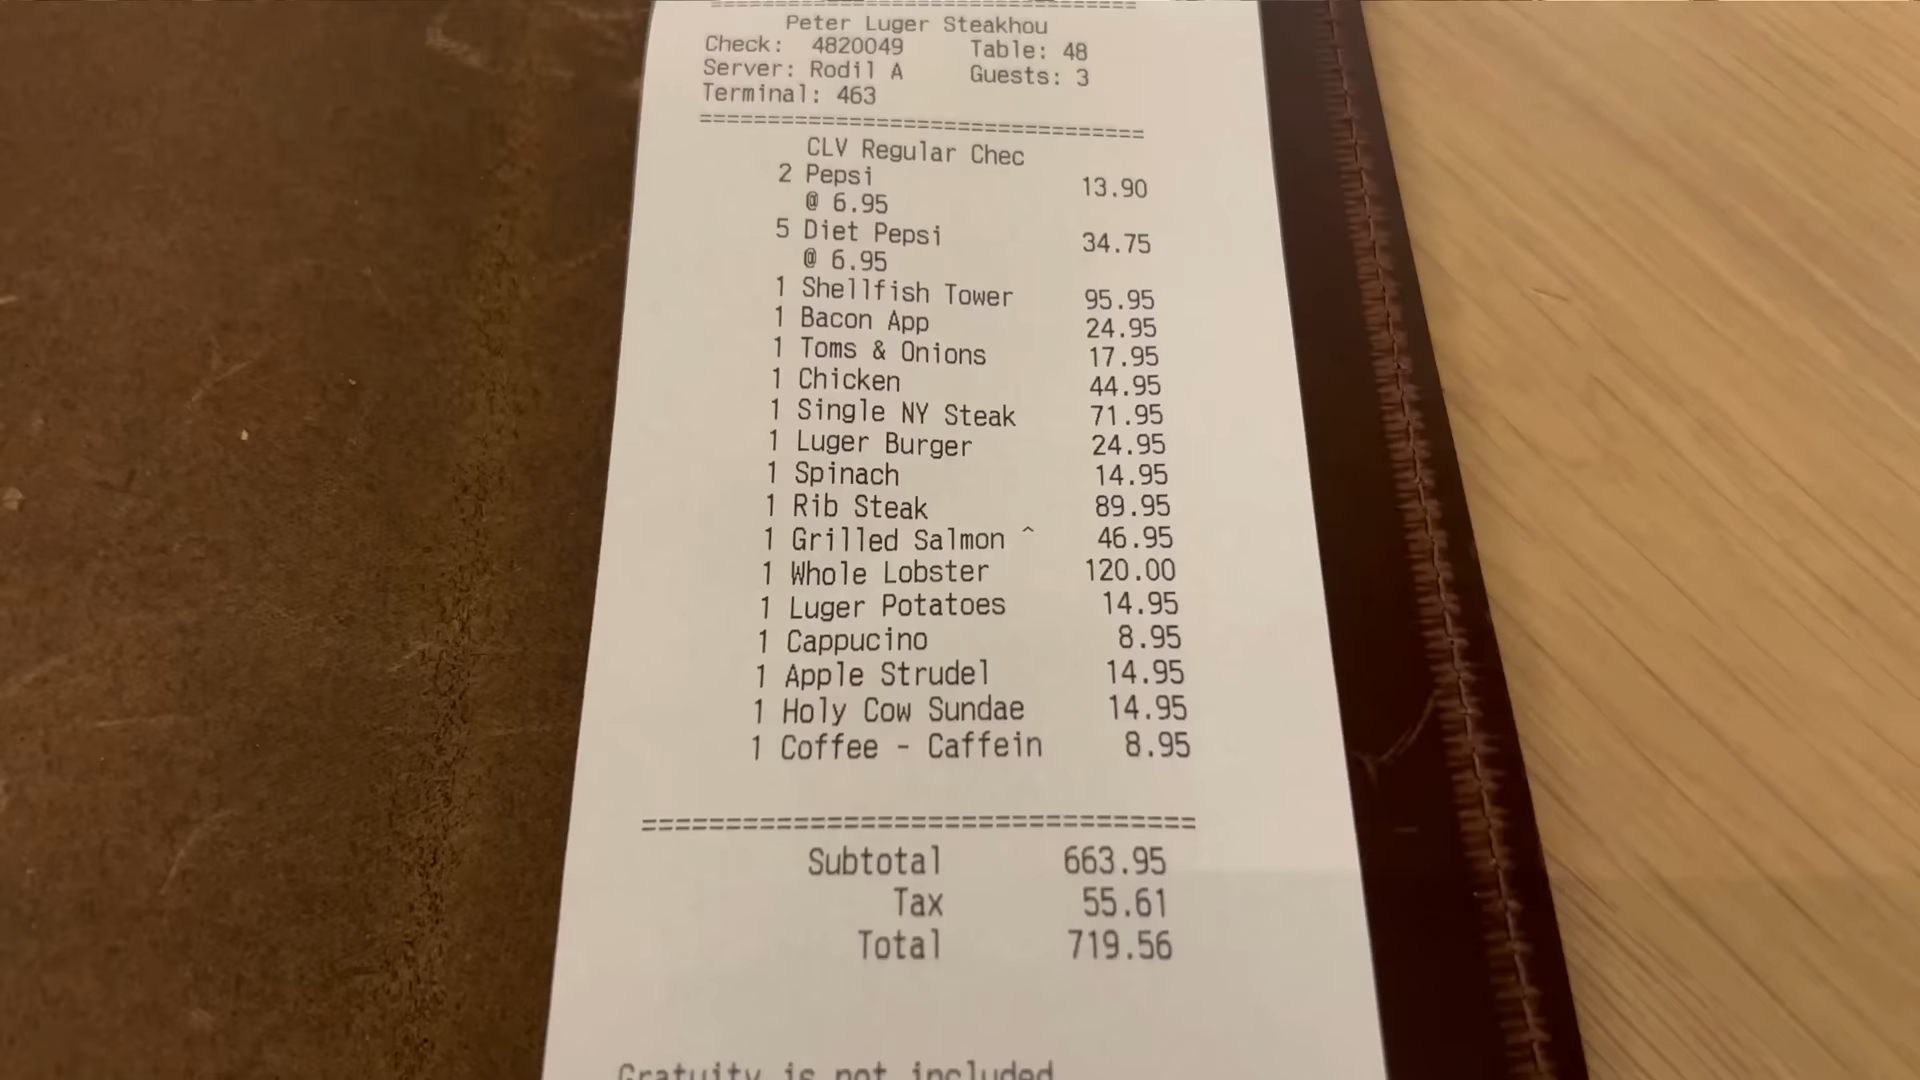 ==============================
Peter Luger Steakhou
Check: 4820049 Table: 48
Server: Rodil A Guests: 3
Terminal: 463
==============================
CLV Regular Chec
2 Pepsi 13.90
@ 6.95
5 Diet Pepsi 34.75
@ 6.95
1 Shellfish Tower 95.95
1 Bacon App 24.95
1 Toms & Onions 17.95
1 Chicken 44.95
1 Single NY Steak 71.95
1 Luger Burger 24.95
1 Spinach 14.95
1 Rib Steak 89.95
1 Grilled Salmon ^ 46.95
1 Whole Lobster 120.00
1 Luger Potatoes 14.95
1 Cappucino 8.95
1 Apple Strudel 14.95
1 Holy Cow Sundae 14.95
1 Coffee - Caffein 8.95
==============================
Subtotal 663.95
Tax 55.61
Total 719.56
Gratuity is not included